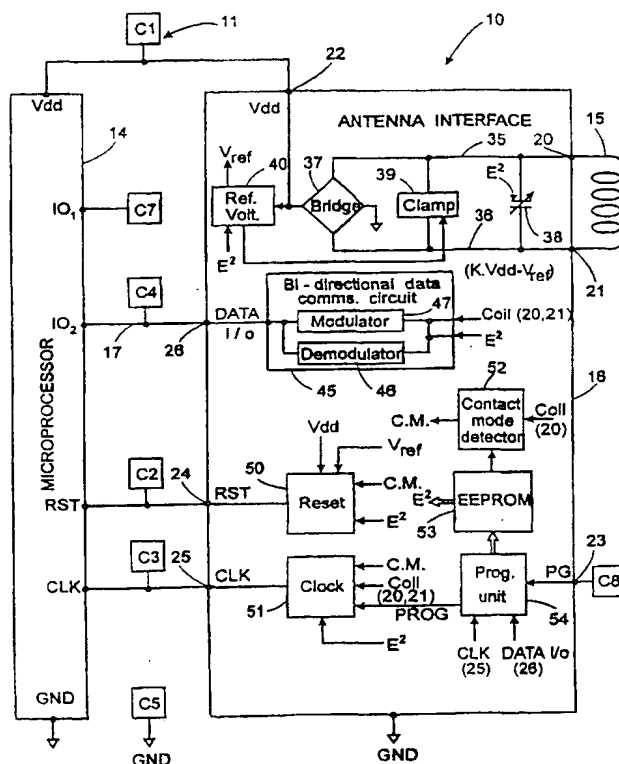 C1
11
10
22
Vdd
Vdd
14
ANTENNA INTERFACE
35
20
15
Vref
40
37
39
E²
Ref. Volt.
Bridge
Clamp
IO₁
C7
E²
36
38
(K.Vdd-Vref)
21
C4
Bi-directional data
comms. circuit
47
IO₂
17
26
DATA
I/o
Modulator
Coil (20,21)
Demodulator
E²
45
46
52
16
MICROPROCESSOR
C.M.
Contact
mode
detector
Coil
(20)
Vdd
Vref
C2
24
50
RST
RST
Reset
C.M.
E²
E²
EEPROM
53
C3
25
23
CLK
CLK
Clock
C.M.
Coil
(20,21)
PROG
Prog.
unit
PG
C8
51
54
E²
CLK
(25)
DATA I/o
(26)
GND
C5
GND
GND